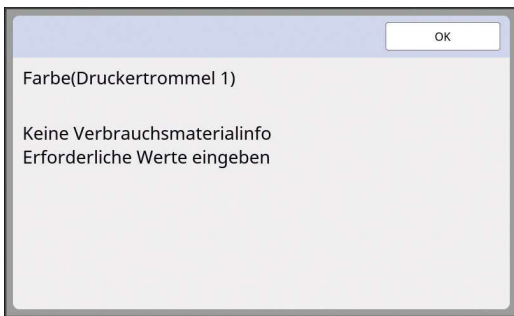 OK
Farbe(Druckertrommel 1)
Keine Verbrauchsmaterialinfo
Erforderliche Werte eingeben